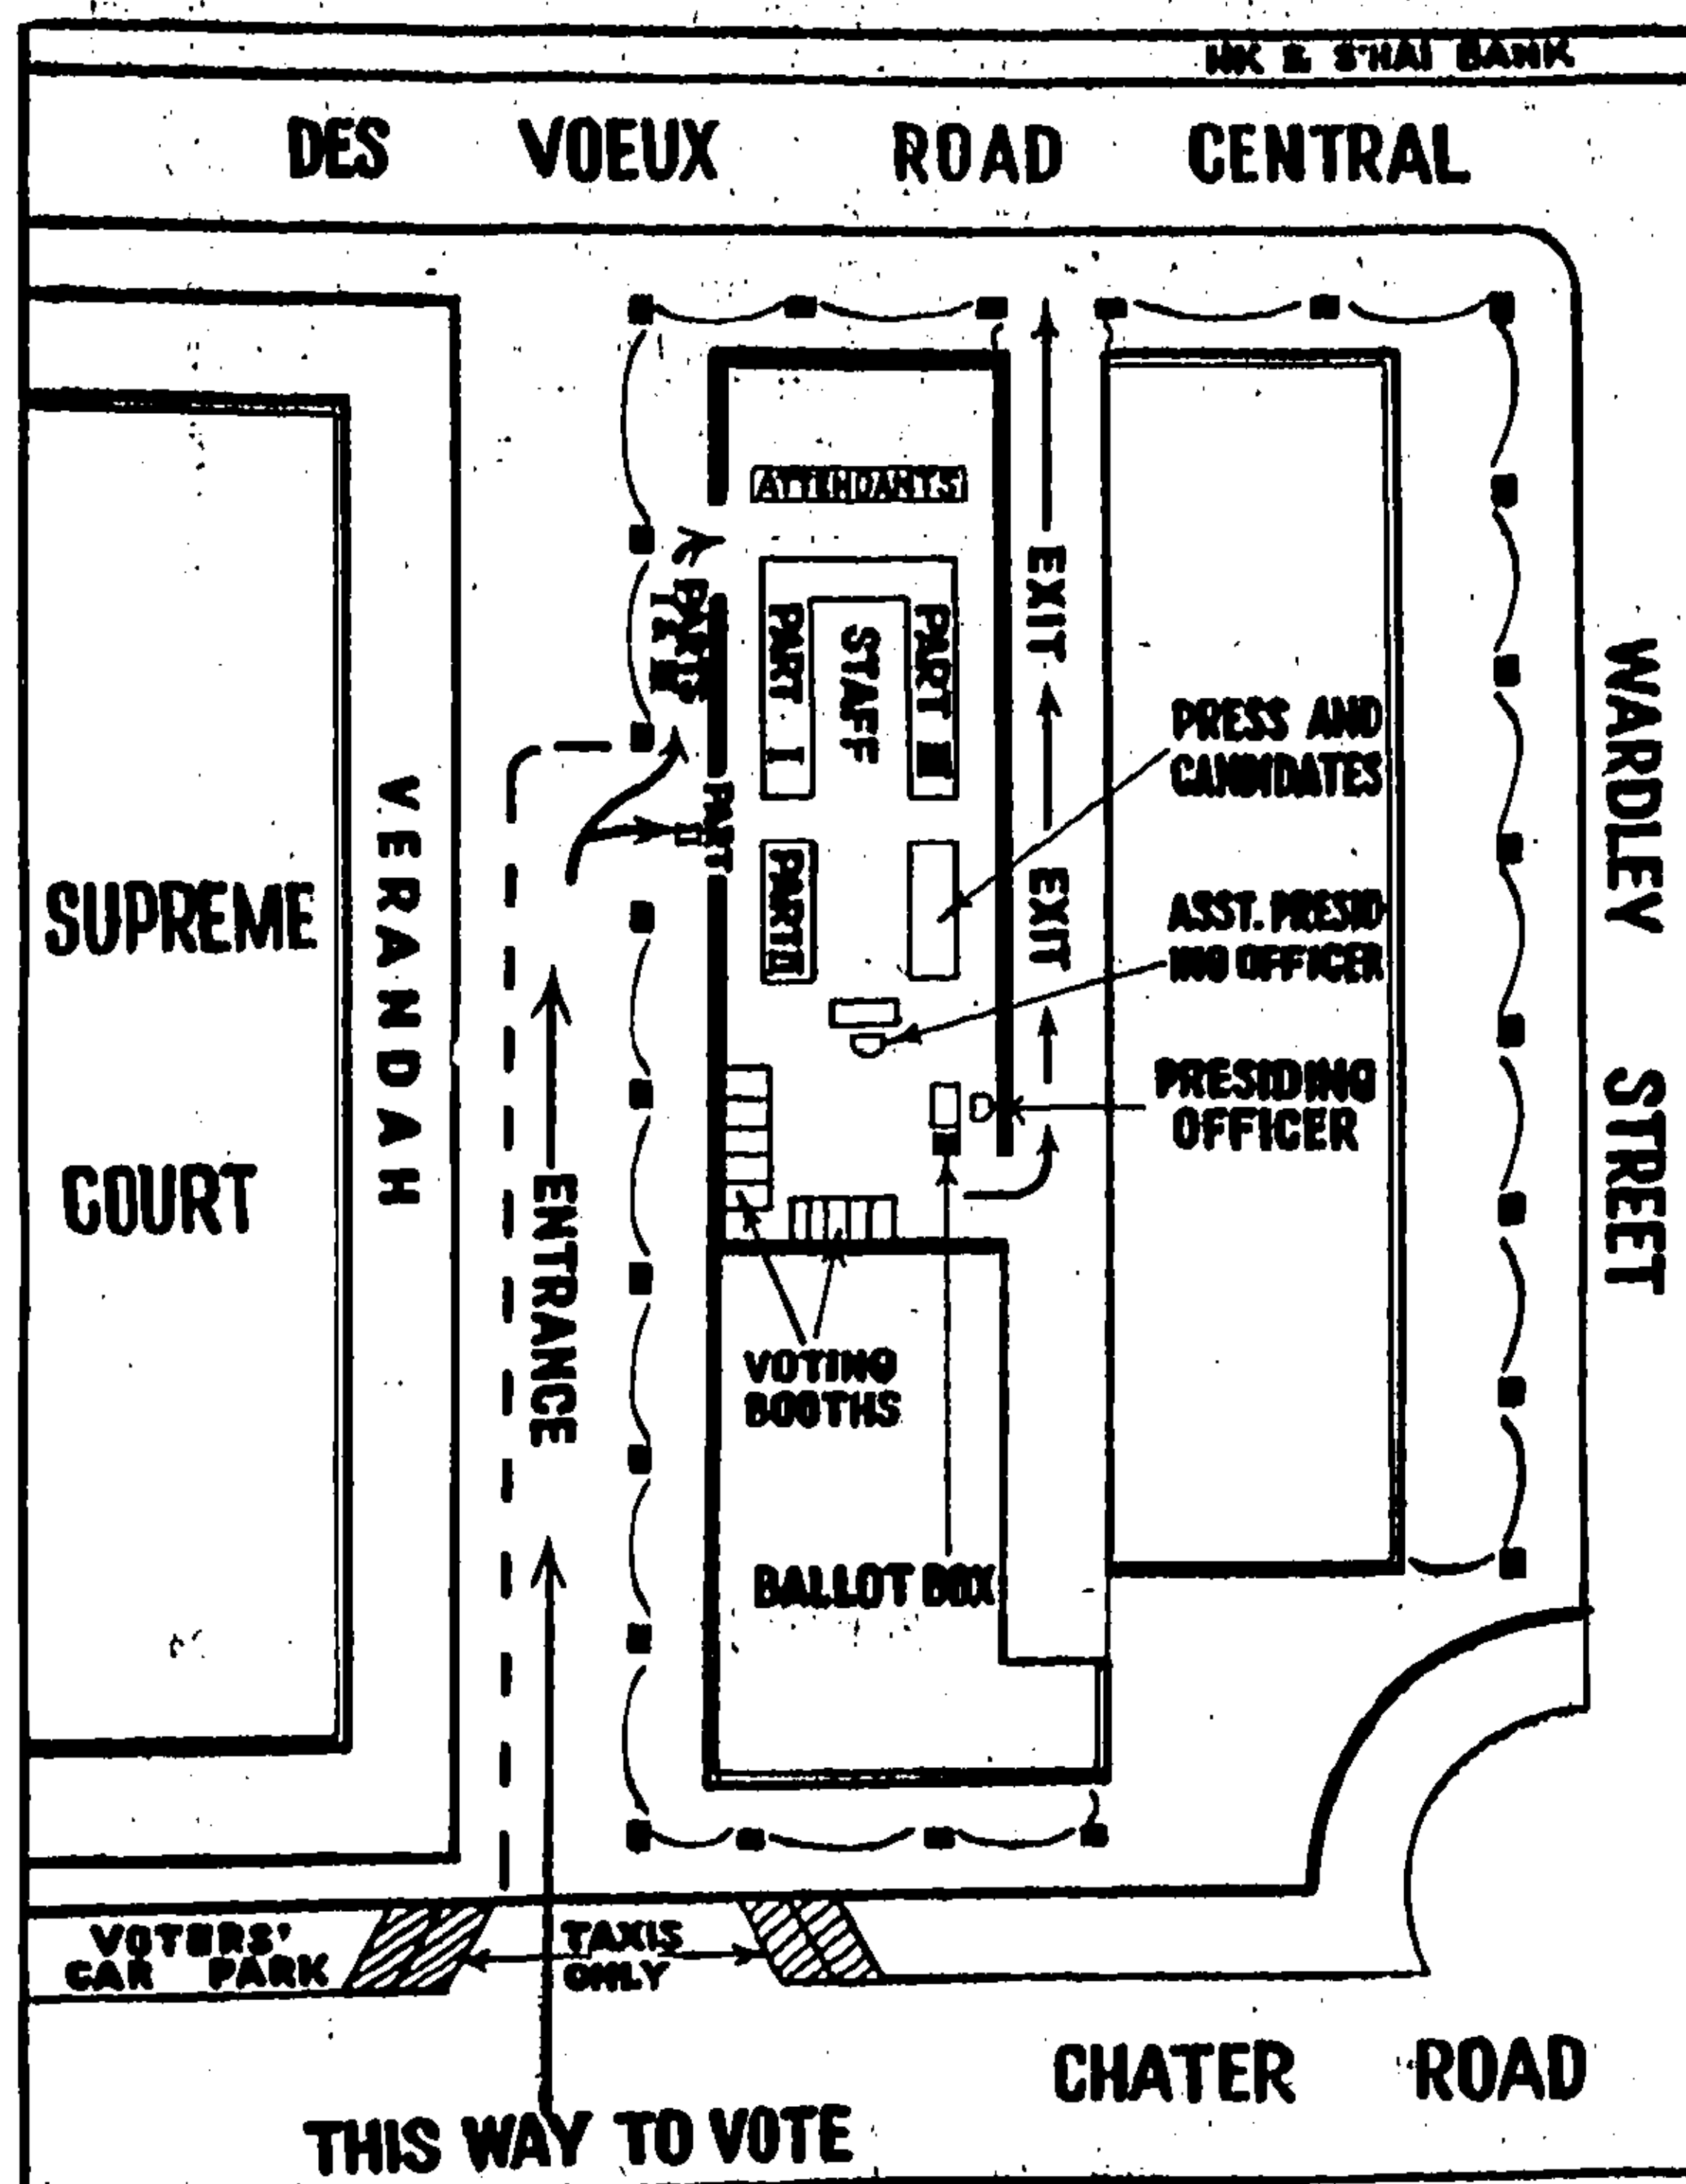 HK & S'HAI BANK
DES VOEUX ROAD CENTRAL
ATTENDANTS
EXIT
PART I
STAFF
PART III
WARDLEY STREET
PRESS AND
CANDIDATES
VERANDAH
PART
PART II
EXIT
SUPREME
COURT
ASST. PRESID-
ING OFFICER
PRESIDING
OFFICER
ENTRANCE
VOTING
BOOTHS
BALLOT BOX
VOTERS'
CAR PARK
TAXIS
ONLY
CHATER ROAD
THIS WAY TO VOTE